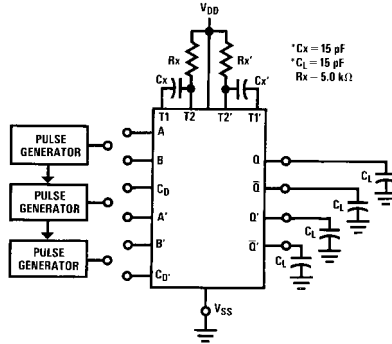 VDD
Rx
Rx'
Cx
Cx'
*Cx = 15 pF
*CL = 15 pF
Rx – 5.0 kΩ
T1
T2
T2'
T1'
PULSE
GENERATOR
PULSE
GENERATOR
PULSE
GENERATOR
A
B
CD
A'
B'
CD'
Q
Q̅
Q'
Q̅'
CL
CL
CL
CL
VSS